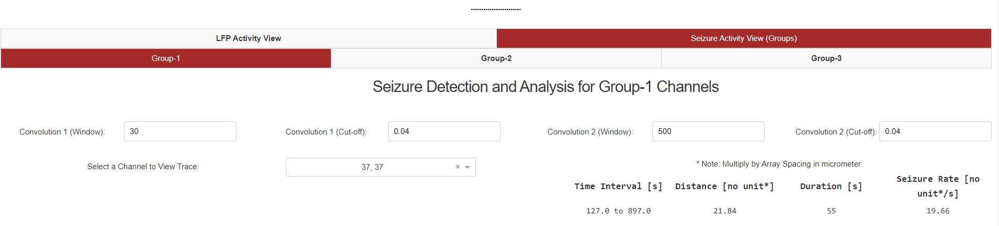 LFP Activity View Seizure Activity View (Groups)
Group-1 Group-2 Group-3
Seizure Detection and Analysis for Group-1 Channels
Convolution 1 (Window): 30 Convolution 1 (Cut-off): 0.04 Convolution 2 (Window): 500 Convolution 2 (Cut-off): 0.04
Select a Channel to View Trace: 37, 37 ×
* Note: Multiply by Array Spacing in micrometer
Time Interval [s] Distance [no unit*] Duration [s] Seizure Rate [no
unit*/s]
127.0 to 897.0 21.84 55 19.66